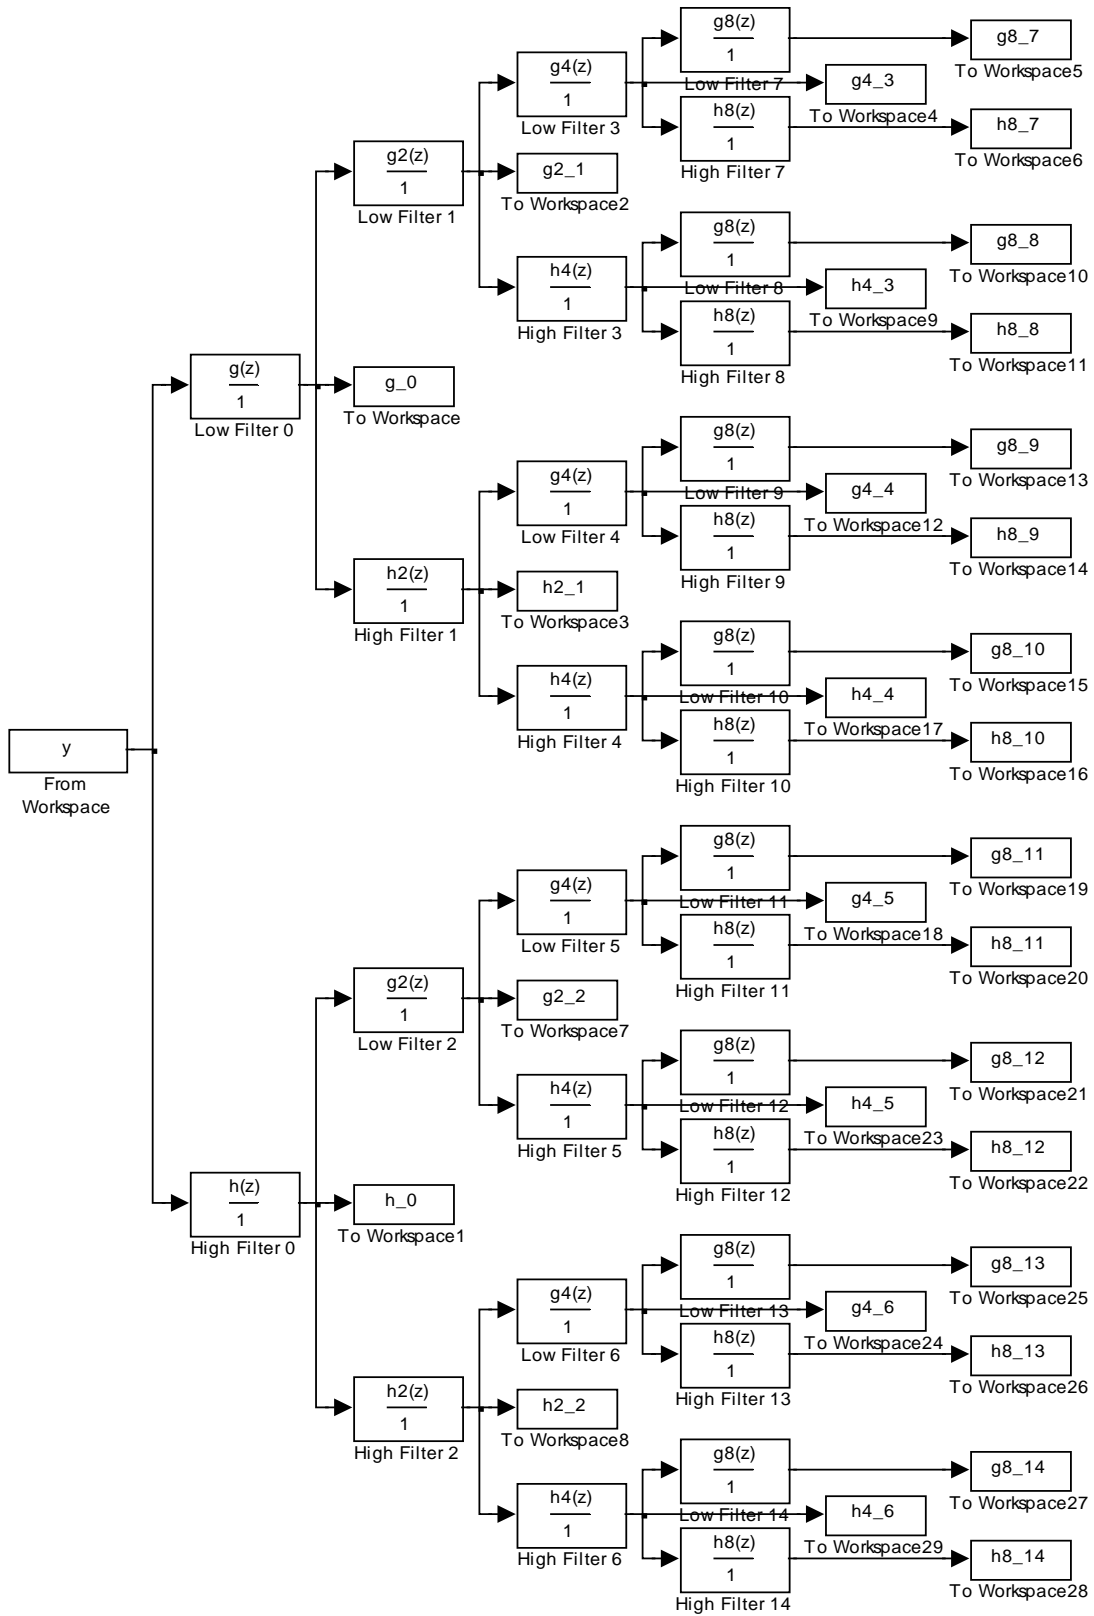 g8(z)
1
Low Filter 7
g8_7
To Workspace5
g4(z)
1
Low Filter 3
g4_3
To Workspace4
h8(z)
1
High Filter 7
h8_7
To Workspace6
g2(z)
1
Low Filter 1
g2_1
To Workspace2
g8(z)
1
Low Filter 8
g8_8
To Workspace10
h4(z)
1
High Filter 3
h4_3
To Workspace9
h8(z)
1
High Filter 8
h8_8
To Workspace11
g(z)
1
Low Filter 0
g_0
To Workspace
g8(z)
1
Low Filter 9
g8_9
To Workspace13
g4(z)
1
Low Filter 4
g4_4
To Workspace12
h8(z)
1
High Filter 9
h8_9
To Workspace14
h2(z)
1
High Filter 1
h2_1
To Workspace3
g8(z)
1
Low Filter 10
g8_10
To Workspace15
h4(z)
1
High Filter 4
h4_4
To Workspace17
h8(z)
1
High Filter 10
h8_10
To Workspace16
y
From
Workspace
g8(z)
1
Low Filter 11
g8_11
To Workspace19
g4(z)
1
Low Filter 5
g4_5
To Workspace18
h8(z)
1
High Filter 11
h8_11
To Workspace20
g2(z)
1
Low Filter 2
g2_2
To Workspace7
g8(z)
1
Low Filter 12
g8_12
To Workspace21
h4(z)
1
High Filter 5
h4_5
To Workspace23
h8(z)
1
High Filter 12
h8_12
To Workspace22
h(z)
1
High Filter 0
h_0
To Workspace1
g8(z)
1
Low Filter 13
g8_13
To Workspace25
g4(z)
1
Low Filter 6
g4_6
To Workspace24
h8(z)
1
High Filter 13
h8_13
To Workspace26
h2(z)
1
High Filter 2
h2_2
To Workspace8
g8(z)
1
Low Filter 14
g8_14
To Workspace27
h4(z)
1
High Filter 6
h4_6
To Workspace29
h8(z)
1
High Filter 14
h8_14
To Workspace28